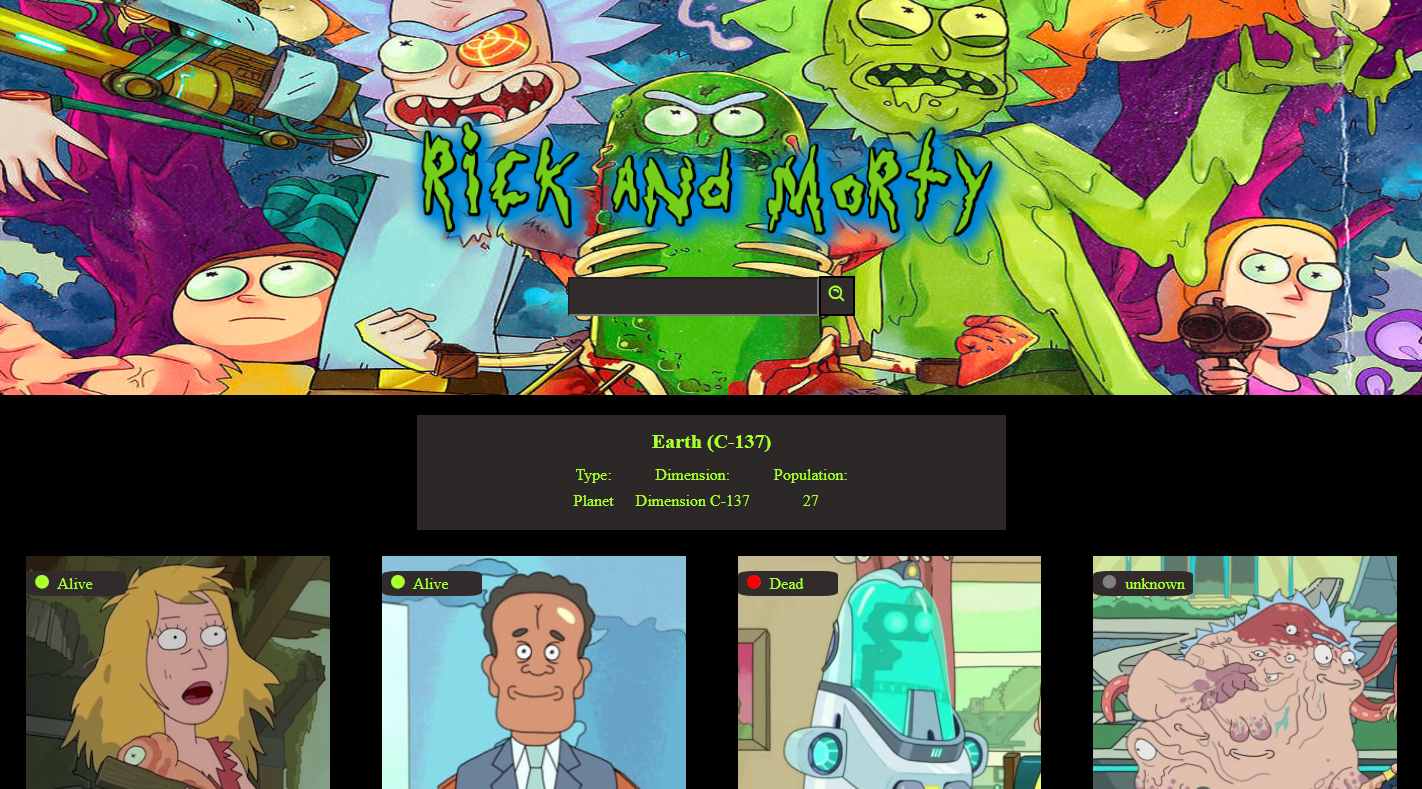 Rick and Morty
Earth (C-137)
Type: Dimension: Population:
Planet Dimension C-137 27
Alive Alive Dead unknown